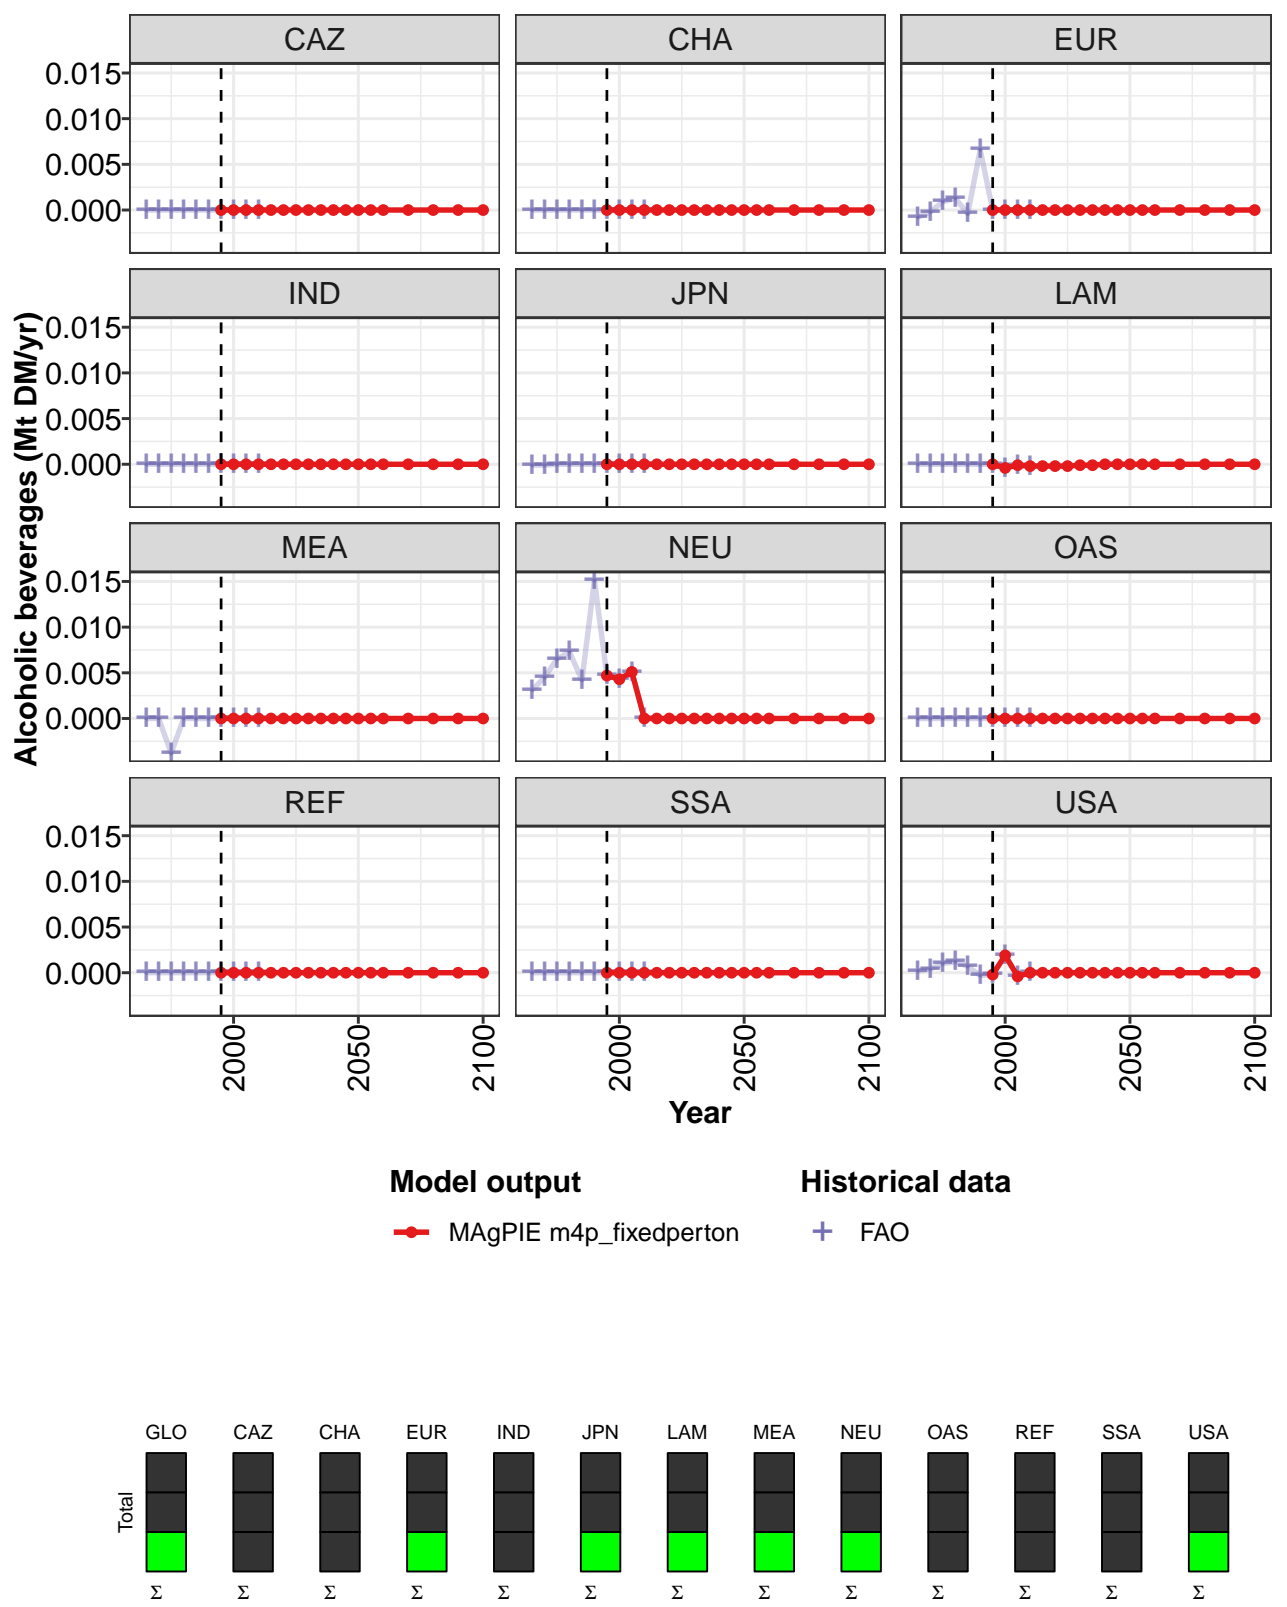 CAZ CHA EUR
0.015
0.010
0.005
0.000
IND JPN LAM
0.015
0.010
0.005
0.000
MEA NEU OAS
0.015
0.010
0.005
0.000
REF SSA USA
0.015
0.010
0.005
0.000
Alcoholic beverages (Mt DM/yr)
2000 2050 2100 2000 2050 2100 2000 2050 2100
Year
Model output Historical data
MAgPIE m4p_fixedperton FAO
GLO CAZ CHA EUR IND JPN LAM MEA NEU OAS REF SSA USA
Total
Σ Σ Σ Σ Σ Σ Σ Σ Σ Σ Σ Σ Σ